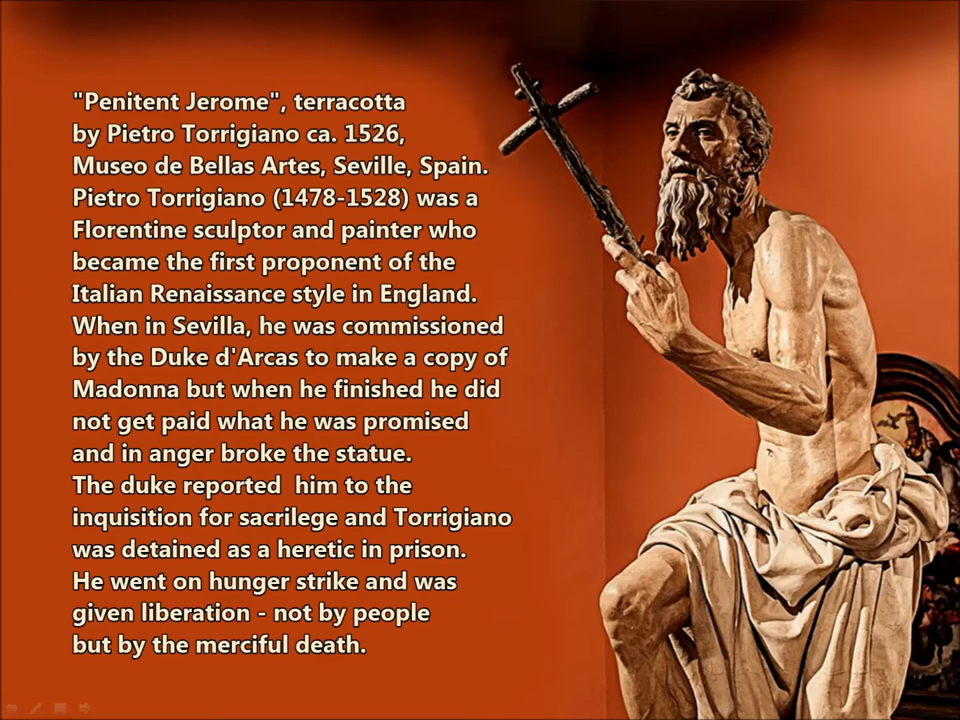 "Penitent Jerome", terracotta
by Pietro Torrigiano ca. 1526,
Museo de Bellas Artes, Seville, Spain.
Pietro Torrigiano (1478-1528) was a
Florentine sculptor and painter who
became the first proponent of the
Italian Renaissance style in England.
When in Sevilla, he was commissioned
by the Duke d'Arcas to make a copy of
Madonna but when he finished he did
not get paid what he was promised
and in anger broke the statue.
The duke reported  him to the
inquisition for sacrilege and Torrigiano
was detained as a heretic in prison.
He went on hunger strike and was
given liberation - not by people
but by the merciful death.